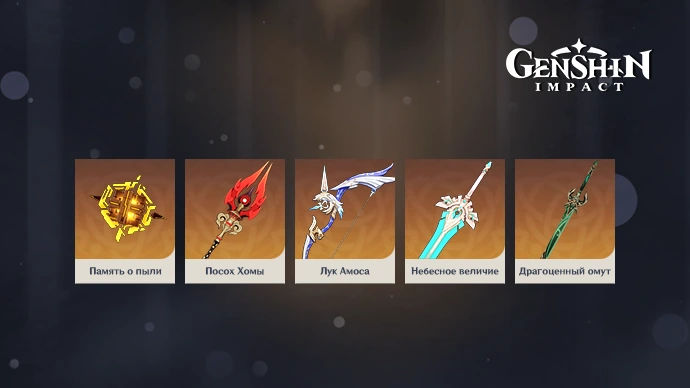 GENSHIN
IMPACT
Память о пыли
Посох Хомы
Лук Амоса
Небесное величие
Драгоценный омут